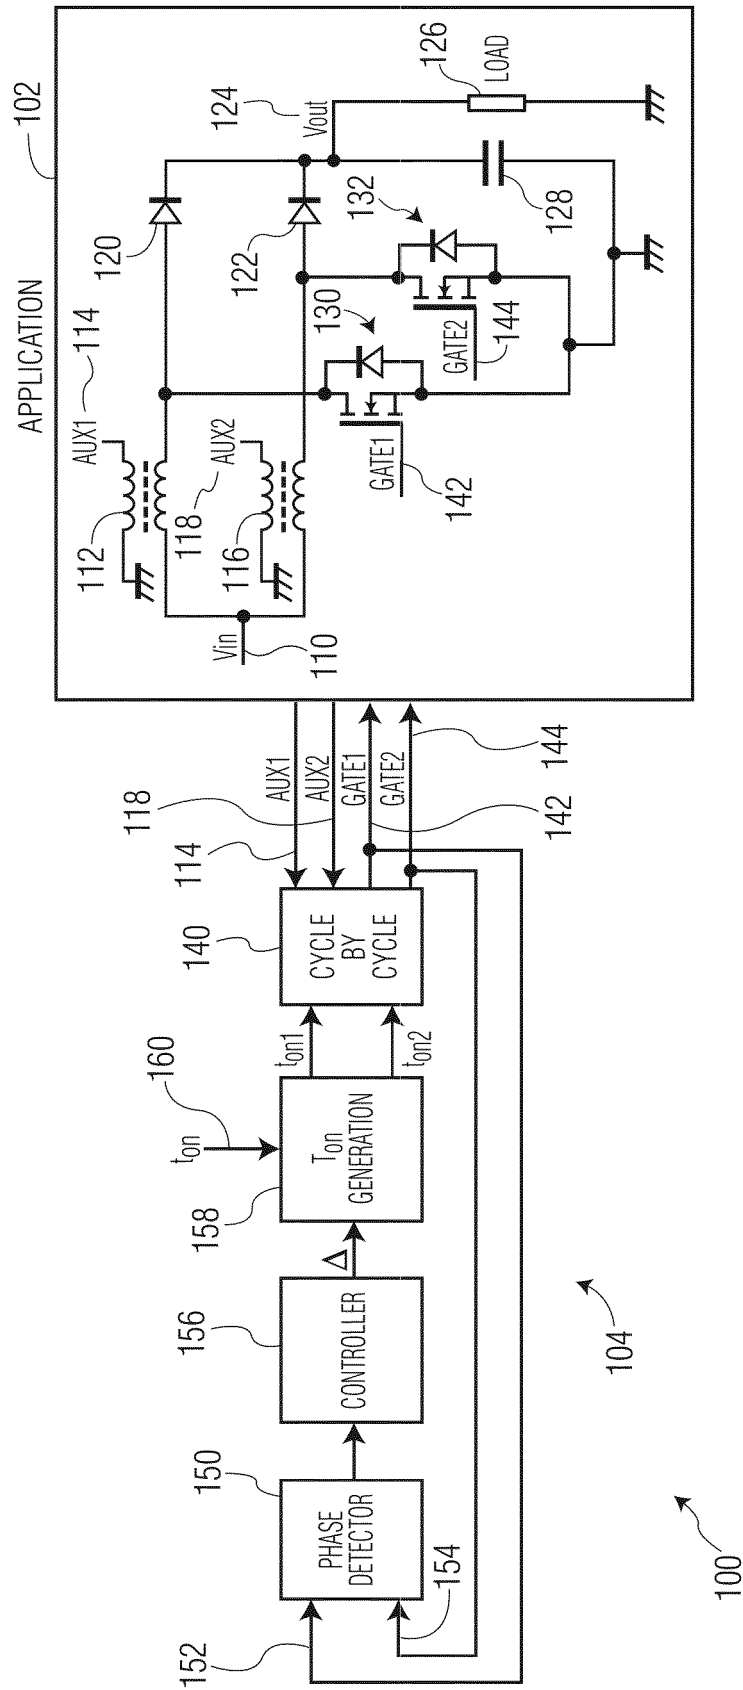 100
104
152
154
PHASE
DETECTOR
150
CONTROLLER
156
Δ
Ton
GENERATION
158
ton
160
ton1
ton2
CYCLE
BY
CYCLE
140
AUX1
AUX2
GATE1
GATE2
114
118
142
144
APPLICATION
102
Vin
110
112
AUX1
114
116
AUX2
118
120
122
GATE1
142
130
GATE2
144
132
Vout
124
128
LOAD
126